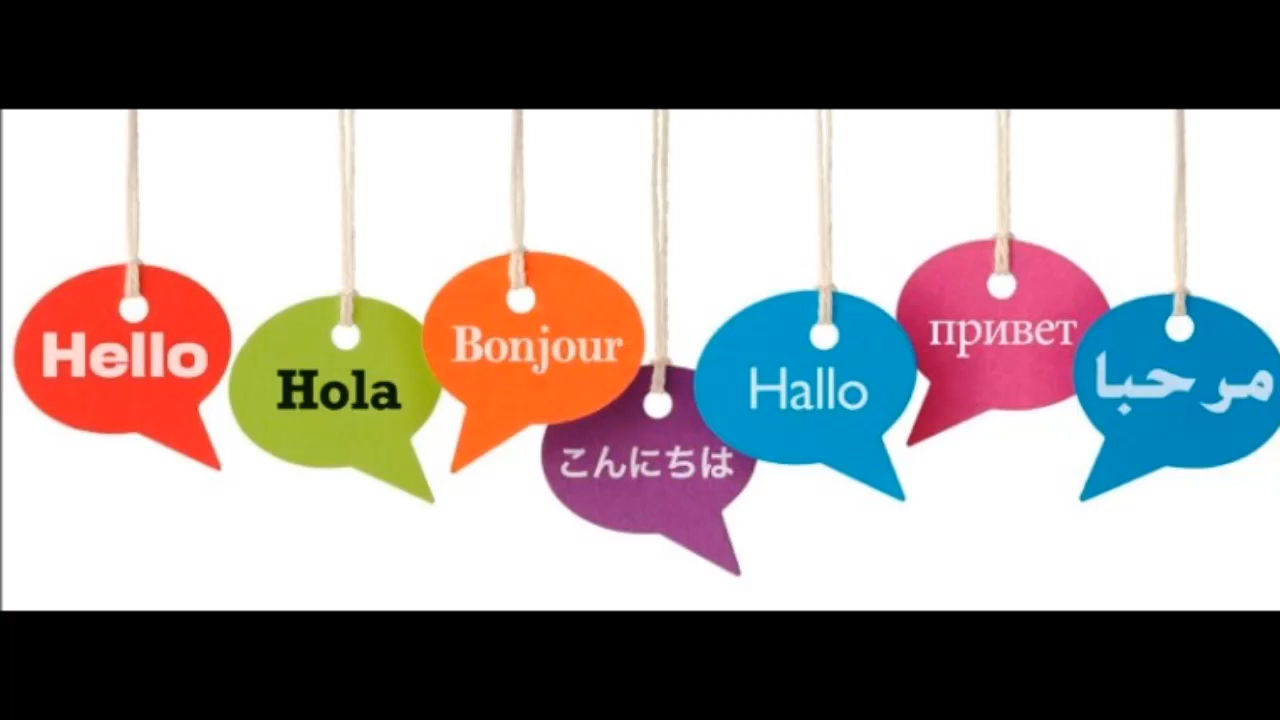 Hello
Hola
Bonjour
こんにちは
Hallo
привет
مرحبا